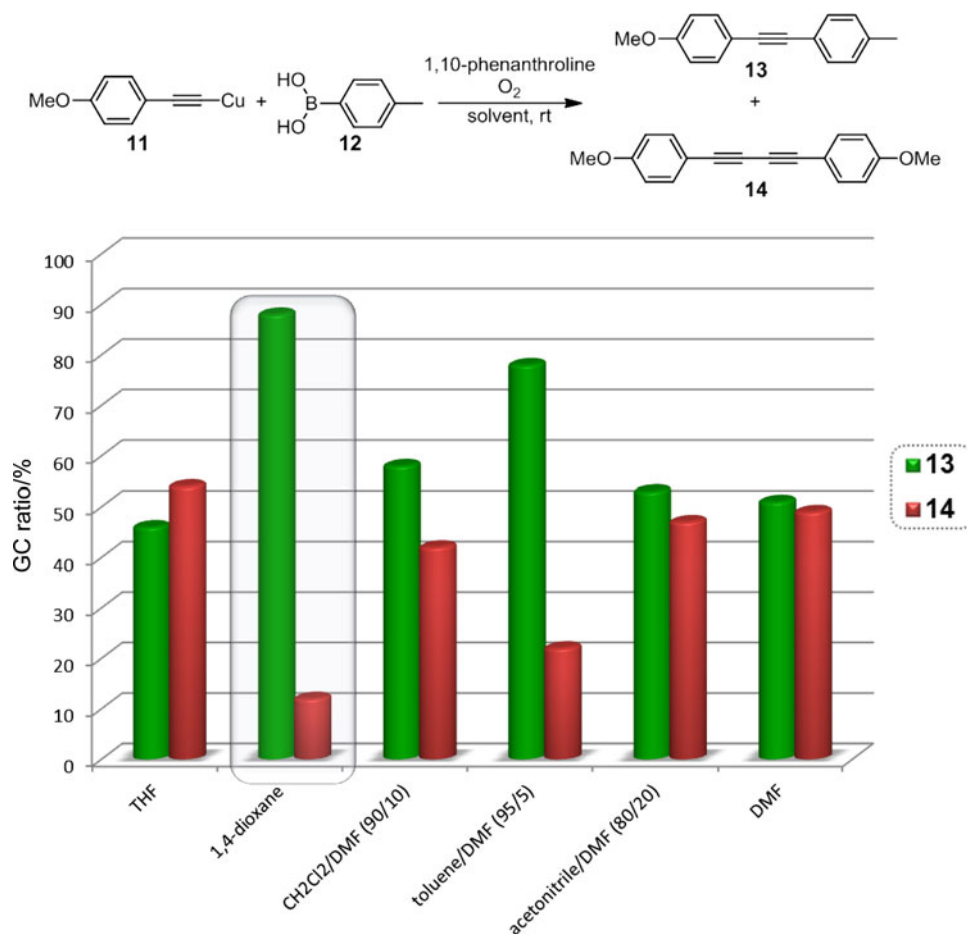 MeO
Cu
11
+
HO
B
HO
12
1,10-phenanthroline
O2
solvent, rt
MeO
13
+
MeO
OMe
14
GC ratio/%
100
90
80
70
60
50
40
30
20
10
0
THF
1,4-dioxane
CH2Cl2/DMF (90/10)
toluene/DMF (95/5)
acetonitrile/DMF (80/20)
DMF
13
14